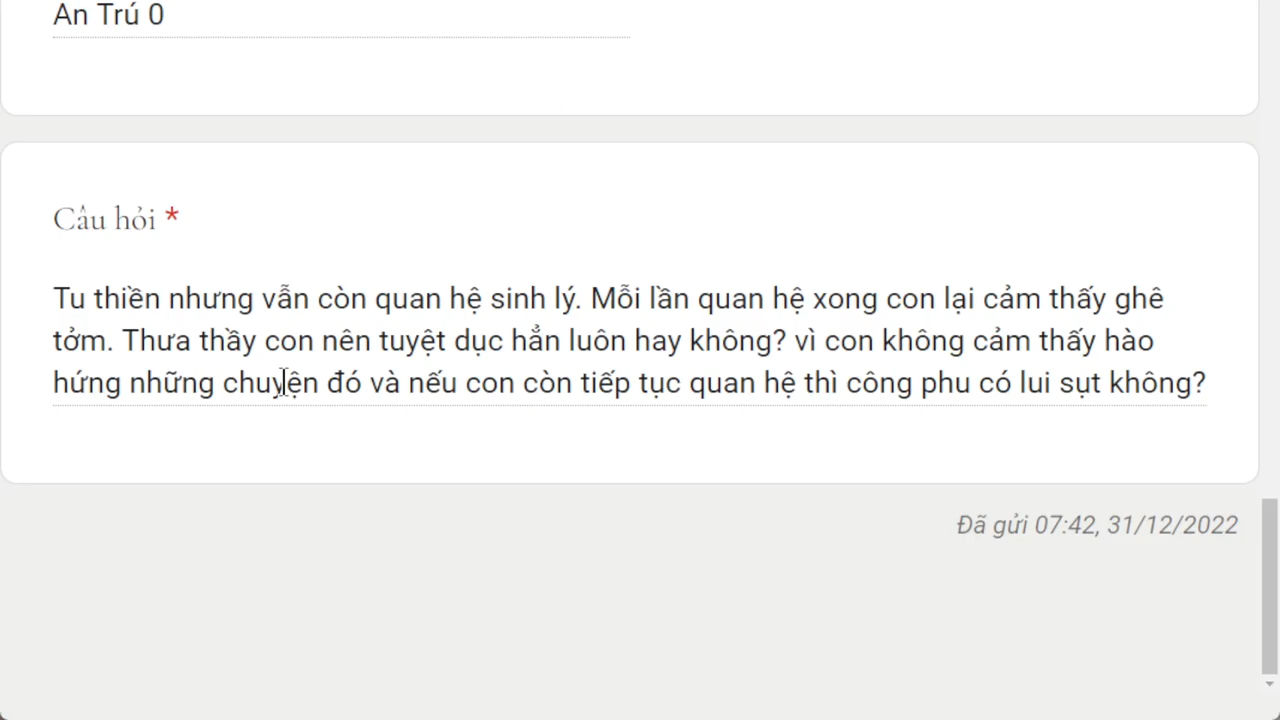 An Trú 0
Câu hỏi *
Tu thiền nhưng vẫn còn quan hệ sinh lý. Mỗi lần quan hệ xong con lại cảm thấy ghê
tởm. Thưa thầy con nên tuyệt dục hẳn luôn hay không? vì con không cảm thấy hào
hứng những chuyện đó và nếu con còn tiếp tục quan hệ thì công phu có lui sụt không?
Đã gửi 07:42, 31/12/2022